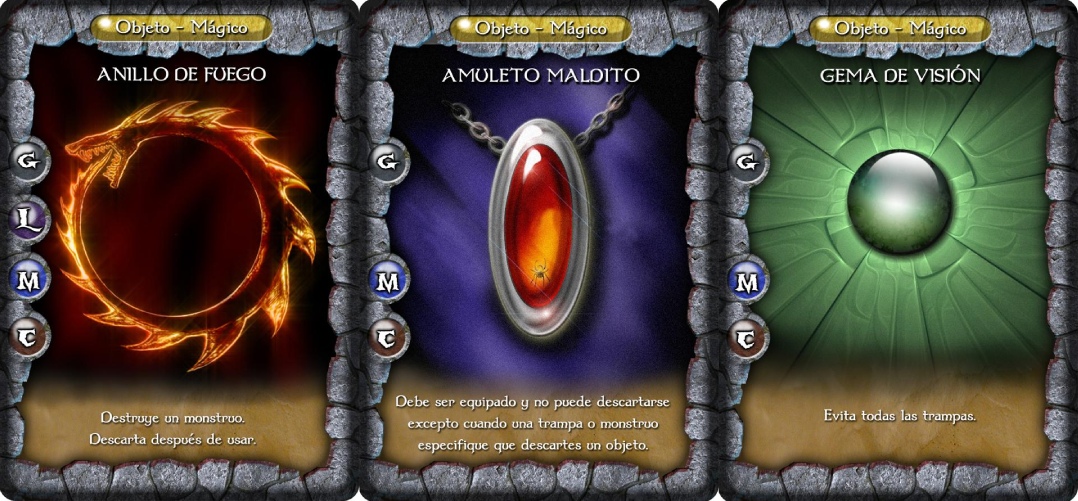 Objeto - Mágico
ANILLO DE FUEGO
G
L
M
C
Destruye un monstruo.
Descarta después de usar.
Objeto - Mágico
AMULETO MALDITO
G
M
C
Debe ser equipado y no puede descartarse
excepto cuando una trampa o monstruo
especifique que descartes un objeto.
Objeto - Mágico
GEMA DE VISIÓN
G
M
C
Evita todas las trampas.